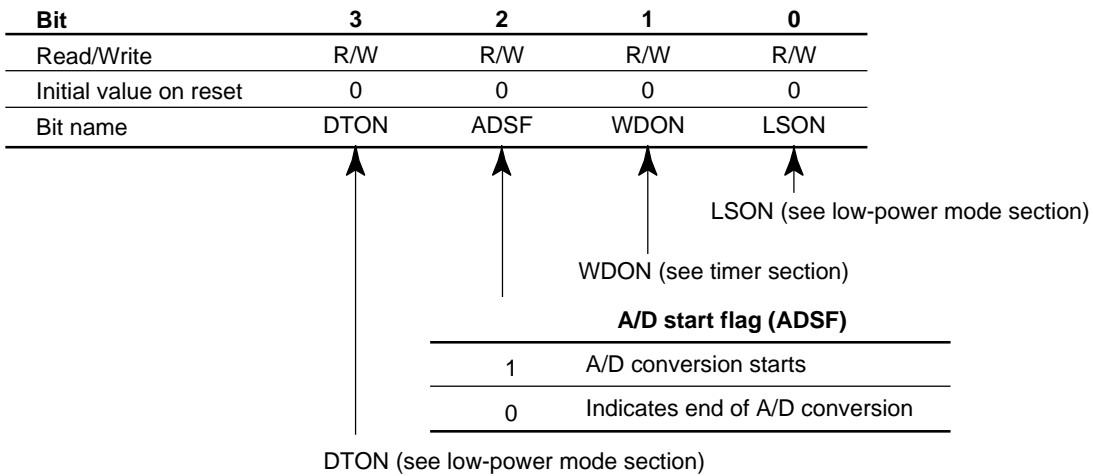 Bit 3 2 1 0
Read/Write R/W R/W R/W R/W
Initial value on reset 0 0 0 0
Bit name DTON ADSF WDON LSON
LSON (see low-power mode section)
WDON (see timer section)
A/D start flag (ADSF)
1 A/D conversion starts
0 Indicates end of A/D conversion
DTON (see low-power mode section)